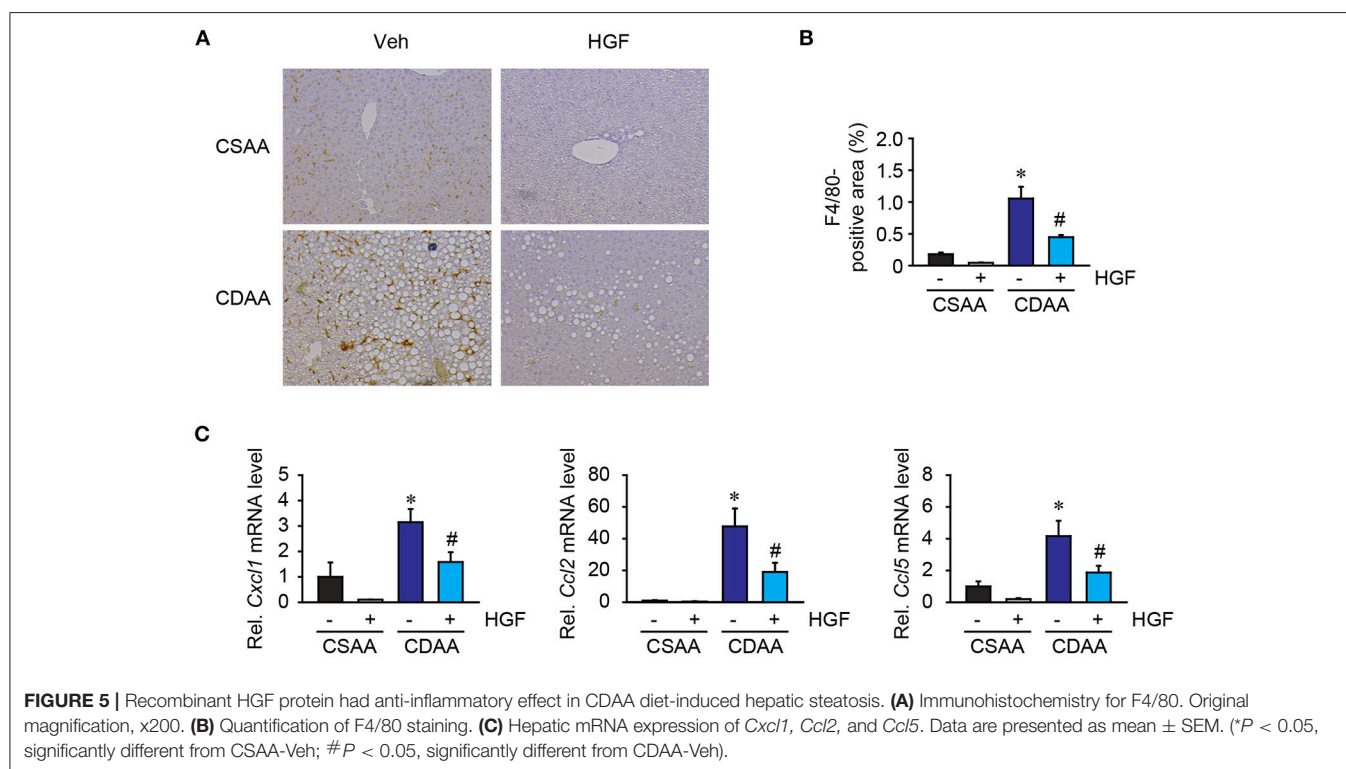 A
Veh
HGF
CSAA
CDAA
B
F4/80-
positive area (%)
2.0
1.5
1.0
0.5
0
*
#
- + - + HGF
CSAA CDAA
C
Rel. Cxcl1 mRNA level
5
4
3
2
1
0
*
#
- + - + HGF
CSAA CDAA
Rel. Ccl2 mRNA level
80
60
40
20
0
*
#
- + - + HGF
CSAA CDAA
Rel. Ccl5 mRNA level
8
6
4
2
0
*
#
- + - + HGF
CSAA CDAA
FIGURE 5 | Recombinant HGF protein had anti-inflammatory effect in CDAA diet-induced hepatic steatosis. (A) Immunohistochemistry for F4/80. Original
magnification, x200. (B) Quantification of F4/80 staining. (C) Hepatic mRNA expression of Cxcl1, Ccl2, and Ccl5. Data are presented as mean ± SEM. (*P < 0.05,
significantly different from CSAA-Veh; #P < 0.05, significantly different from CDAA-Veh).